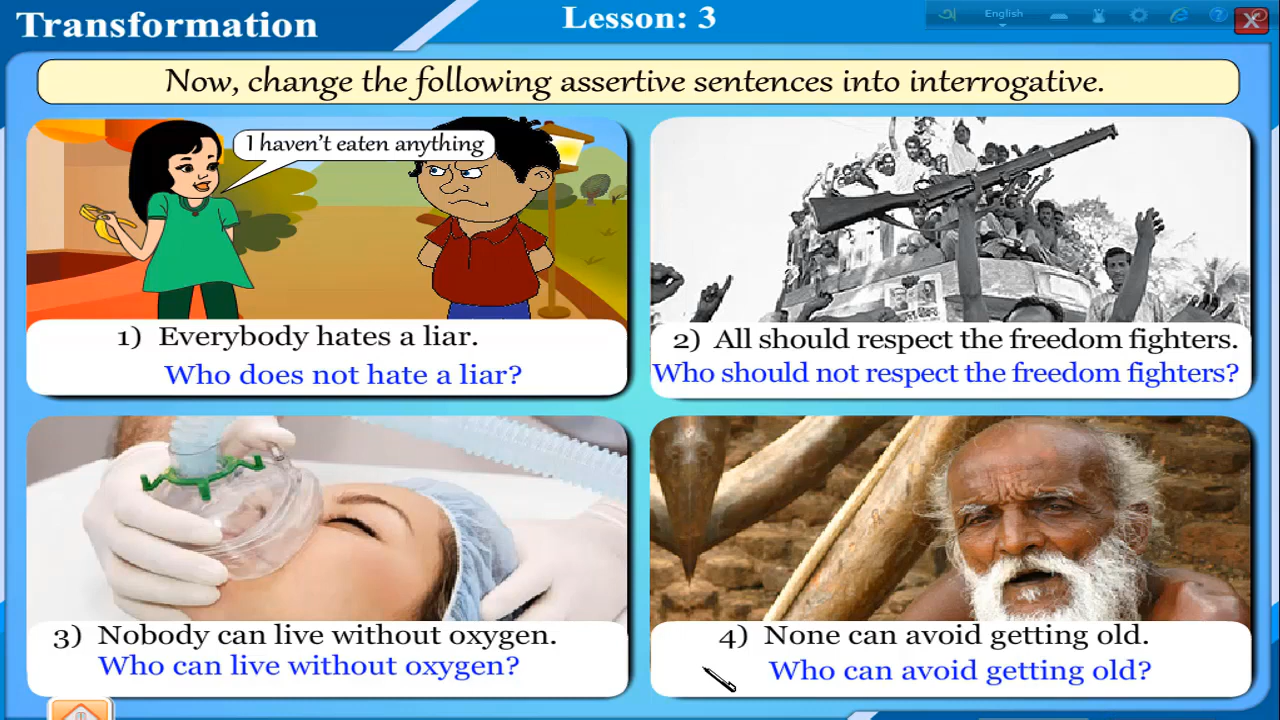 Transformation
Lesson: 3
English
Now, change the following assertive sentences into interrogative.
I haven't eaten anything
1) Everybody hates a liar.
Who does not hate a liar?
2) All should respect the freedom fighters.
Who should not respect the freedom fighters?
3) Nobody can live without oxygen.
Who can live without oxygen?
4) None can avoid getting old.
Who can avoid getting old?